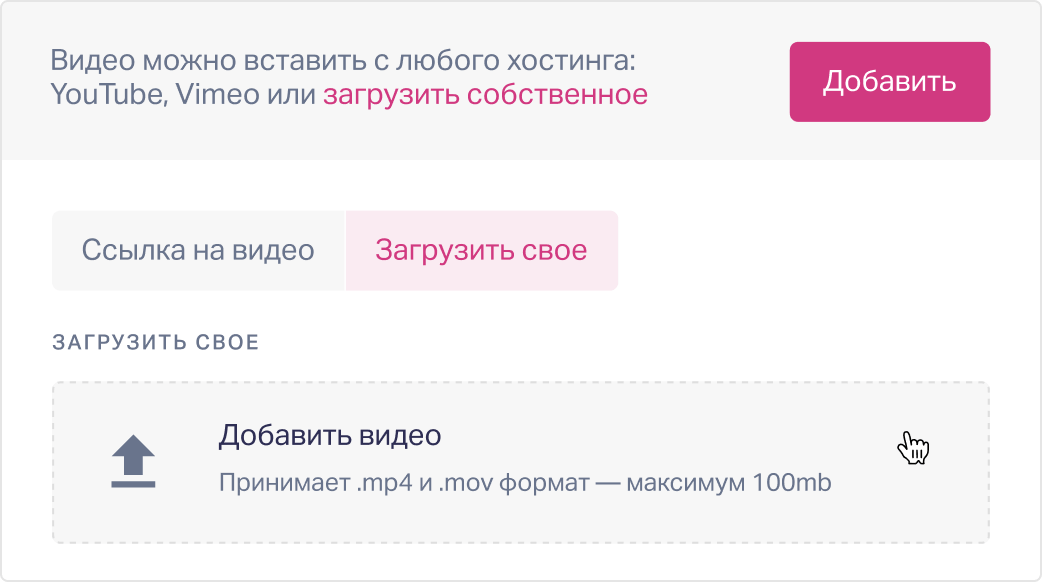 Видео можно вставить с любого хостинга:
YouTube, Vimeo или загрузить собственное
Добавить
Ссылка на видео
Загрузить свое
ЗАГРУЗИТЬ СВОЕ
Добавить видео
Принимает .mp4 и .mov формат — максимум 100mb